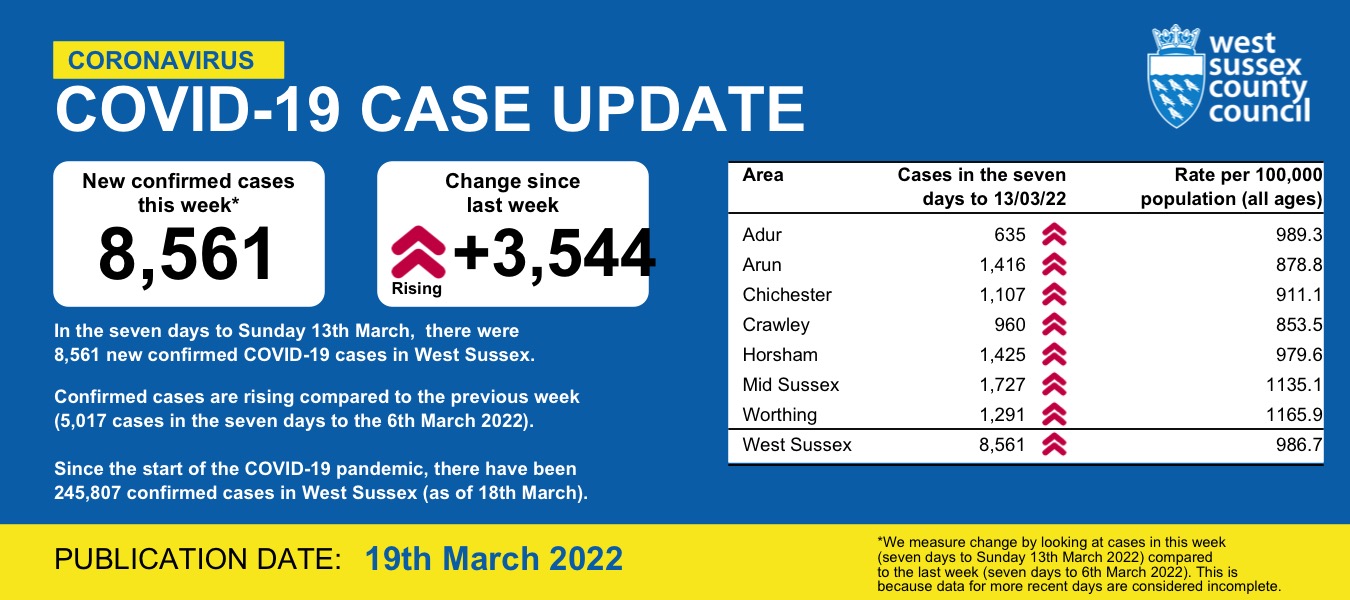 CORONAVIRUS
COVID-19 CASE UPDATE
west
sussex
county
council
New confirmed cases
this week*
8,561
Change since
last week
+3,544
Rising
In the seven days to Sunday 13th March,  there were
8,561 new confirmed COVID-19 cases in West Sussex.
Confirmed cases are rising compared to the previous week
(5,017 cases in the seven days to the 6th March 2022).
Since the start of the COVID-19 pandemic, there have been
245,807 confirmed cases in West Sussex (as of 18th March).
Area Cases in the seven Rate per 100,000
days to 13/03/22 population (all ages)
Adur 635 989.3
Arun 1,416 878.8
Chichester 1,107 911.1
Crawley 960 853.5
Horsham 1,425 979.6
Mid Sussex 1,727 1135.1
Worthing 1,291 1165.9
West Sussex 8,561 986.7
PUBLICATION DATE: 19th March 2022
*We measure change by looking at cases in this week
(seven days to Sunday 13th March 2022) compared
to the last week (seven days to 6th March 2022). This is
because data for more recent days are considered incomplete.